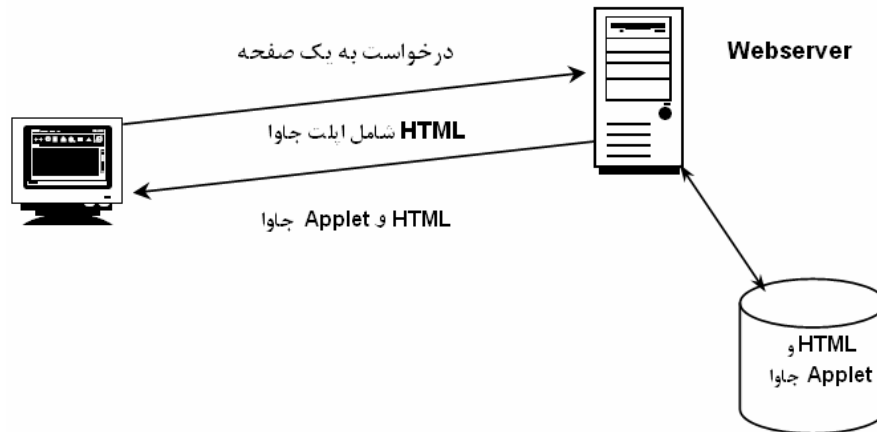 درخواست به یک صفحه
HTML شامل اپلت جاوا
HTML و Applet جاوا
Webserver
HTML و
Applet جاوا